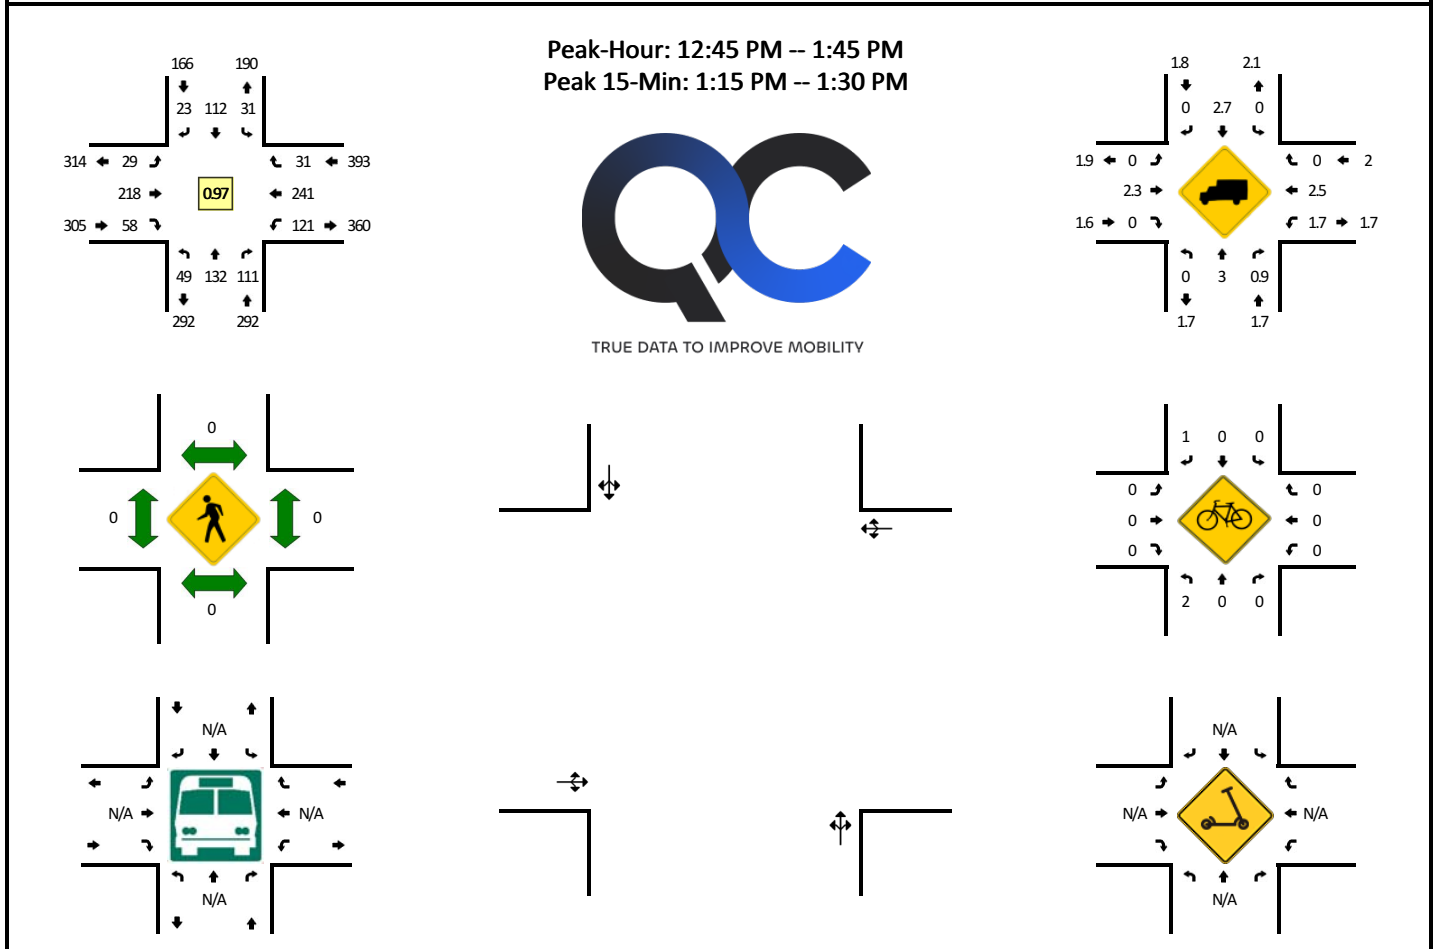 Peak-Hour: 12:45 PM -- 1:45 PM
Peak 15-Min: 1:15 PM -- 1:30 PM
166 190
23 112 31
314 29 31 393
218 0.97 241
305 58 121 360
49 132 111
292 292
QC
TRUE DATA TO IMPROVE MOBILITY
1.8 2.1
0 2.7 0
1.9 0 0 2
2.3 2.5
1.6 0 1.7 1.7
0 3 0.9
1.7 1.7
0
0 0
0
1 0 0
0 0
0 0
0 0
2 0 0
N/A
N/A N/A
N/A
N/A
N/A N/A
N/A